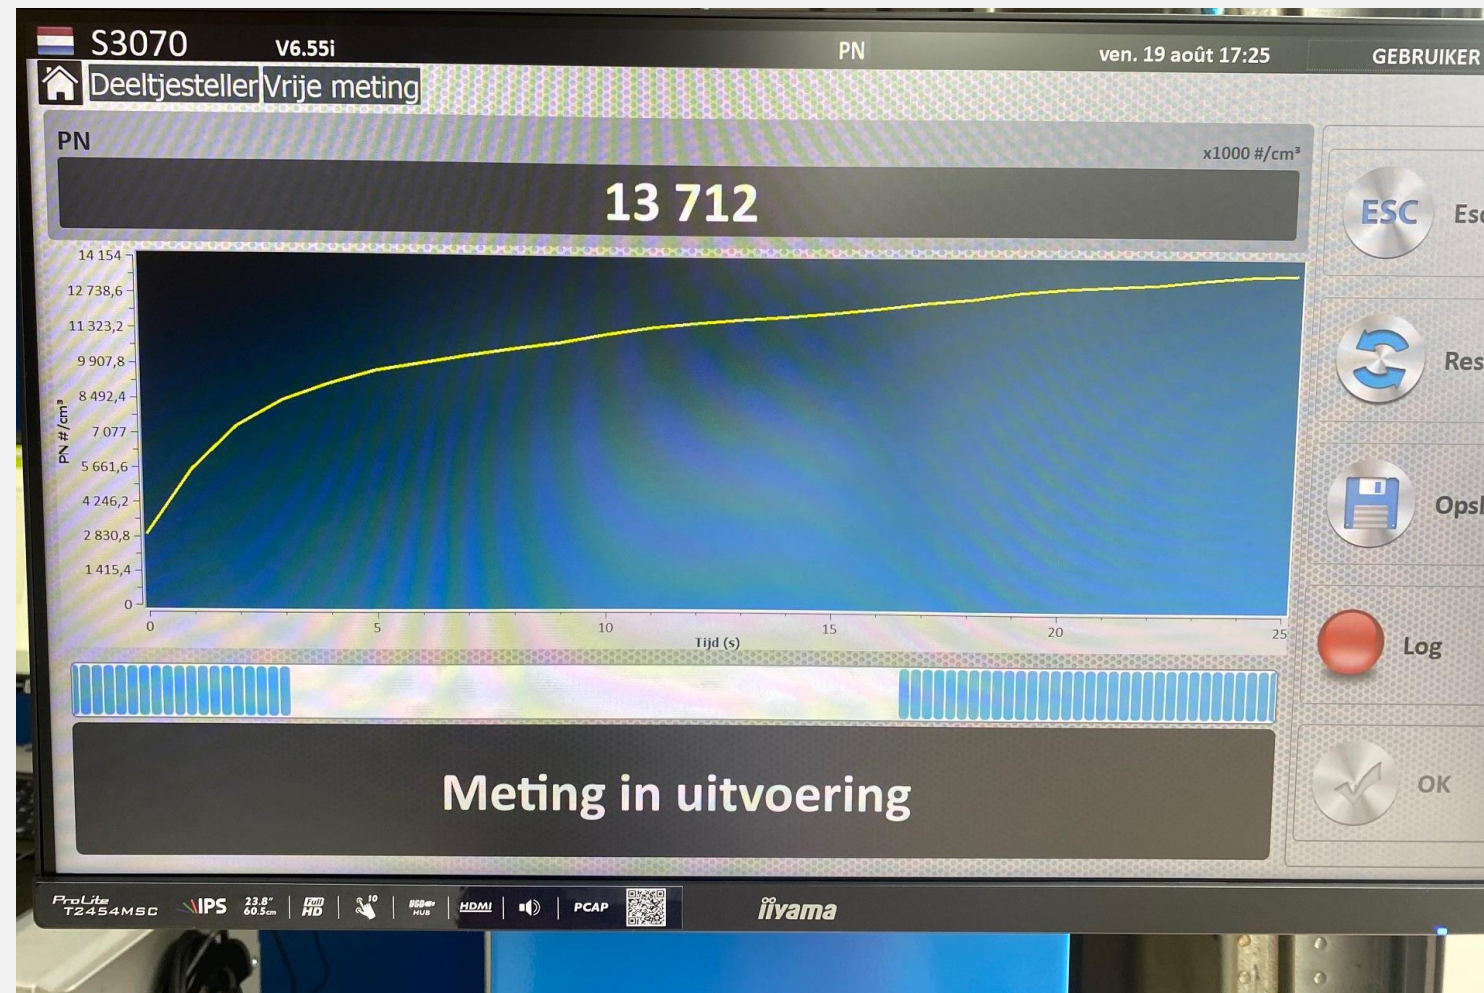 S3070 V6.55i PN ven. 19 août 17:25 GEBRUIKER
Deeltjesteller Vrije meting
PN
x1000 #/cm³
13 712
ESC
14 154
12 738,6
11 323,2
9 907,8
8 492,4
7 077
5 661,6
4 246,2
2 830,8
1 415,4
0
PN #/cm³
0 5 10 15 20 25
Tijd (s)
Log
Meting in uitvoering
OK
ProLite
T2454MSC
IPS
23.8"
60.5cm
Full
HD
10
USB
HUB
HDMI
PCAP
iiyama